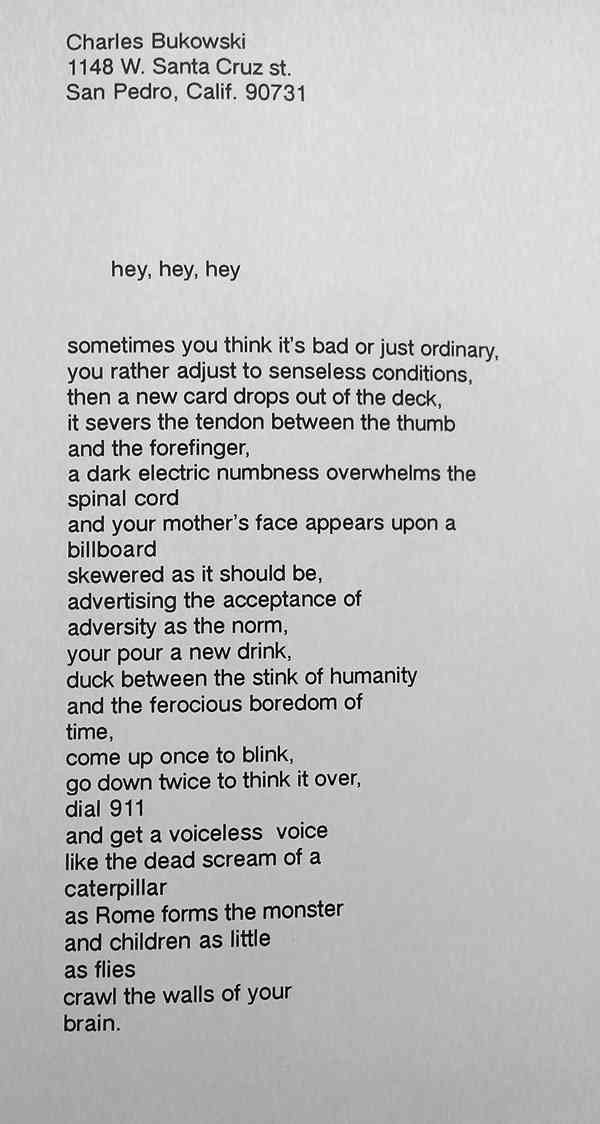 Charles Bukowski
1148 W. Santa Cruz st.
San Pedro, Calif. 90731
hey, hey, hey
sometimes you think it's bad or just ordinary,
you rather adjust to senseless conditions,
then a new card drops out of the deck,
it severs the tendon between the thumb
and the forefinger,
a dark electric numbness overwhelms the
spinal cord
and your mother's face appears upon a
billboard
skewered as it should be,
advertising the acceptance of
adversity as the norm,
your pour a new drink,
duck between the stink of humanity
and the ferocious boredom of
time,
come up once to blink,
go down twice to think it over,
dial 911
and get a voiceless  voice
like the dead scream of a
caterpillar
as Rome forms the monster
and children as little
as flies
crawl the walls of your
brain.